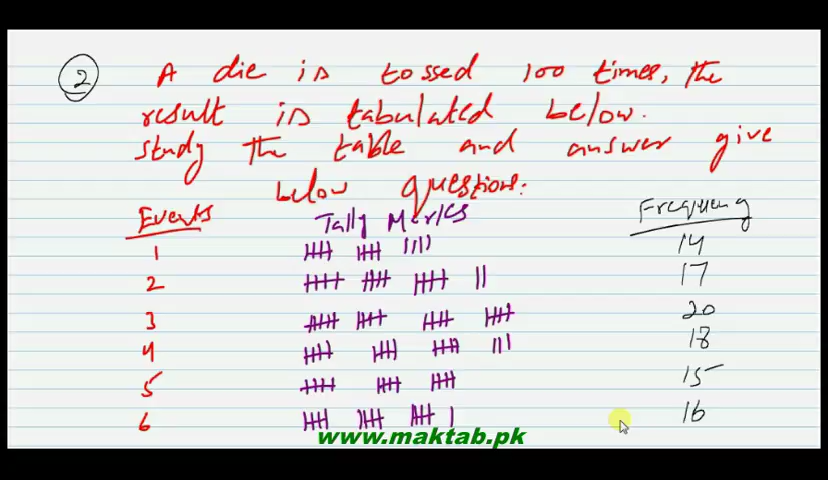 2 A die is tossed 100 times, the
result is tabulated below.
study the table and answer give
below questions.
Events Tally Marks Frequency
1 𝍸 𝍸 |||| 14
2 𝍸 𝍸 𝍸 || 17
3 𝍸 𝍸 𝍸 𝍸 20
4 𝍸 𝍸 𝍸 ||| 18
5 𝍸 𝍸 𝍸 15
6 𝍸 𝍸 𝍸 | 16
www.maktab.pk